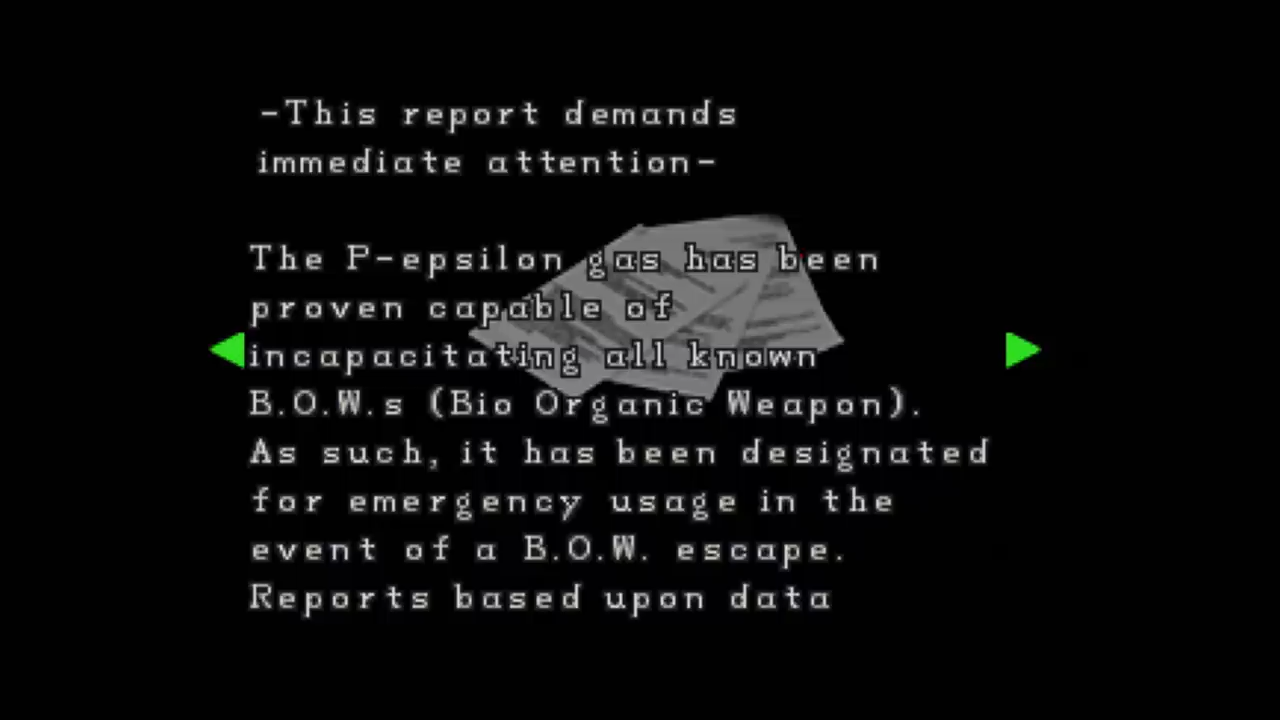 -This report demands
immediate attention-
The P-epsilon gas has been
proven capable of
incapacitating all known
B.O.W.s (Bio Organic Weapon).
As such, it has been designated
for emergency usage in the
event of a B.O.W. escape.
Reports based upon data